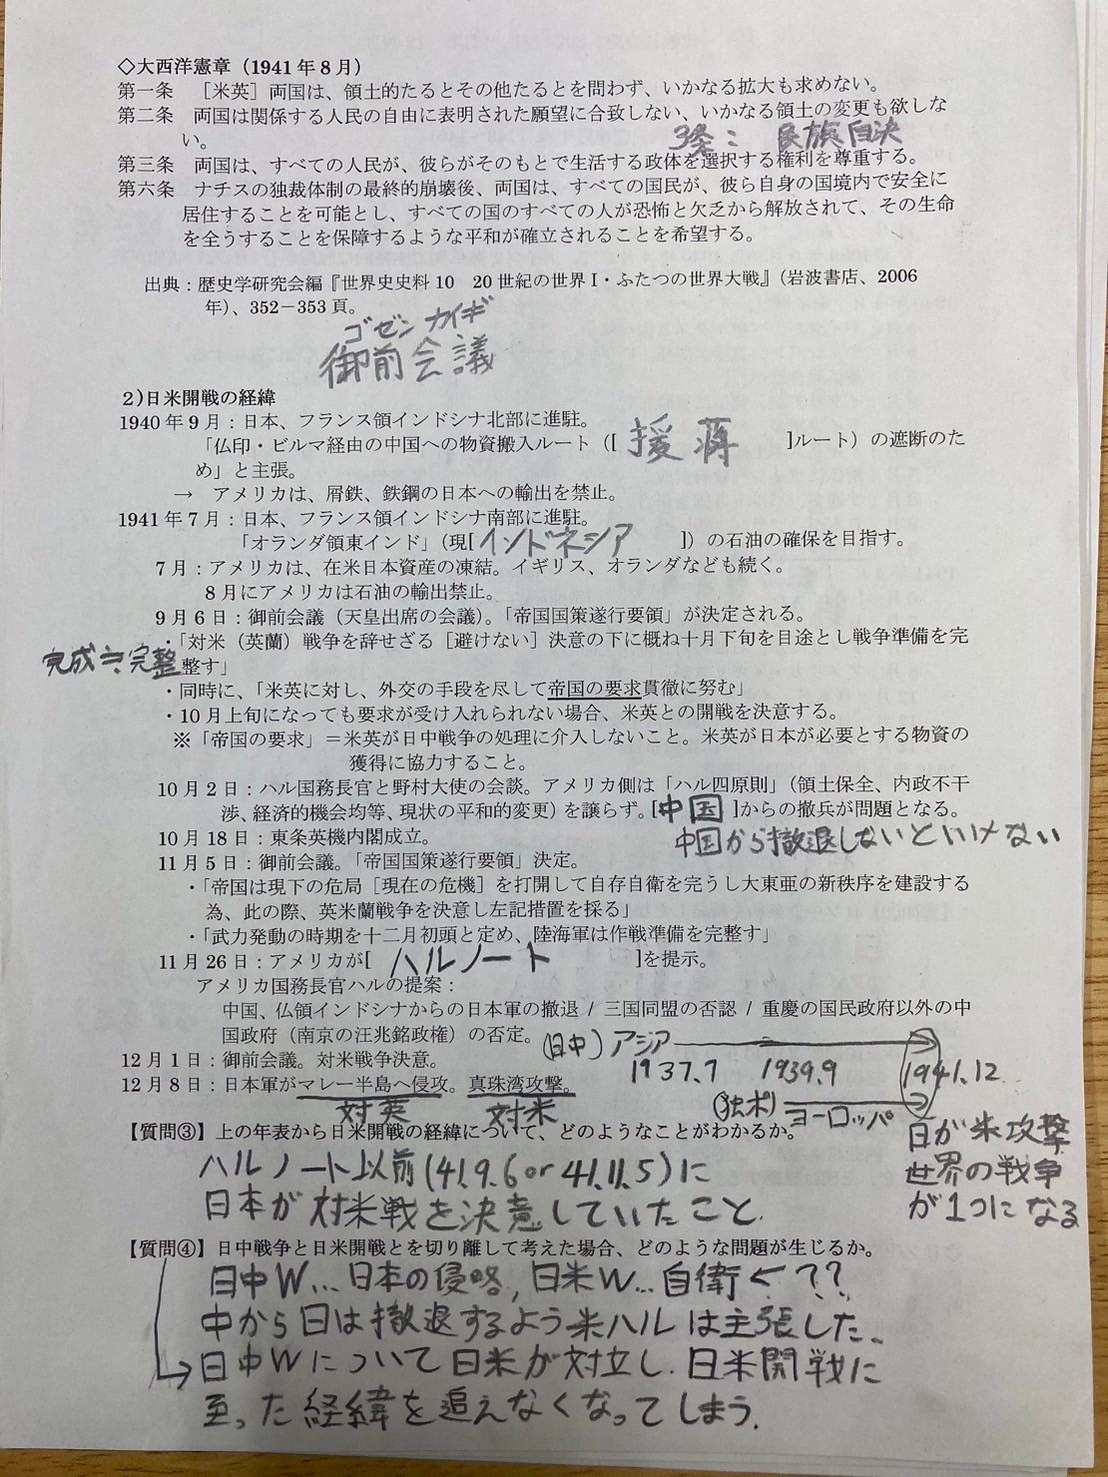 ◇大西洋憲章（1941年8月）
第一条　［米英］両国は、領土的たるとその他たるとを問わず、いかなる拡大も求めない。
第二条　両国は関係する人民の自由に表明された願望に合致しない、いかなる領土の変更も欲しな
い。
3条：民族自決
第三条　両国は、すべての人民が、彼らがそのもとで生活する政体を選択する権利を尊重する。
第六条　ナチスの独裁体制の最終的崩壊後、両国は、すべての国民が、彼ら自身の国境内で安全に
居住することを可能とし、すべての国のすべての人が恐怖と欠乏から解放されて、その生命
を全うすることを保障するような平和が確立されることを希望する。
出典：歴史学研究会編『世界史史料10　20世紀の世界Ⅰ・ふたつの世界大戦』（岩波書店、2006
年）、352－353頁。
ゴゼンカイギ
御前会議
2)日米開戦の経緯
1940年9月：日本、フランス領インドシナ北部に進駐。
「仏印・ビルマ経由の中国への物資搬入ルート（[ 援蒋 ]ルート）の遮断のた
め」と主張。
→　アメリカは、屑鉄、鉄鋼の日本への輸出を禁止。
1941年7月：日本、フランス領インドシナ南部に進駐。
「オランダ領東インド」（現[ インドネシア ]）の石油の確保を目指す。
7月：アメリカは、在米日本資産の凍結。イギリス、オランダなども続く。
8月にアメリカは石油の輸出禁止。
9月6日：御前会議（天皇出席の会議）。「帝国国策遂行要領」が決定される。
・「対米（英蘭）戦争を辞せざる［避けない］決意の下に概ね十月下旬を目途とし戦争準備を完
完成≒完整
整す」
・同時に、「米英に対し、外交の手段を尽して帝国の要求貫徹に努む」
・10月上旬になっても要求が受け入れられない場合、米英との開戦を決意する。
※「帝国の要求」＝米英が日中戦争の処理に介入しないこと。米英が日本が必要とする物資の
獲得に協力すること。
10月2日：ハル国務長官と野村大使の会談。アメリカ側は「ハル四原則」（領土保全、内政不干
渉、経済的機会均等、現状の平和的変更）を譲らず。[中国]からの撤兵が問題となる。
10月18日：東条英機内閣成立。
中国から撤退しないといけない
11月5日：御前会議。「帝国国策遂行要領」決定。
・「帝国は現下の危局［現在の危機］を打開して自存自衛を完うし大東亜の新秩序を建設する
為、此の際、英米蘭戦争を決意し左記措置を採る」
・「武力発動の時期を十二月初頭と定め、陸海軍は作戦準備を完整す」
11月26日：アメリカが[ ハルノート ]を提示。
アメリカ国務長官ハルの提案：
中国、仏領インドシナからの日本軍の撤退 / 三国同盟の否認 / 重慶の国民政府以外の中
国政府（南京の汪兆銘政権）の否定。
(日中) アジア
12月1日：御前会議。対米戦争決意。
1937.7　1939.9　1941.12
12月8日：日本軍がマレー半島へ侵攻。真珠湾攻撃。
対英　対米
(独ポ) ヨーロッパ
【質問③】上の年表から日米開戦の経緯について、どのようなことがわかるか。
日が米攻撃
世界の戦争
が1つになる
ハルノート以前(41.9.6 or 41.11.5)に
日本が対米戦を決意していたこと.
【質問④】日中戦争と日米開戦とを切り離して考えた場合、どのような問題が生じるか。
日中W…日本の侵略, 日米W…自衛←??
中から日は撤退するよう米ハルは主張した.
→日中Wについて日米が対立し.日米開戦に
至った経緯を追えなくなってしまう.